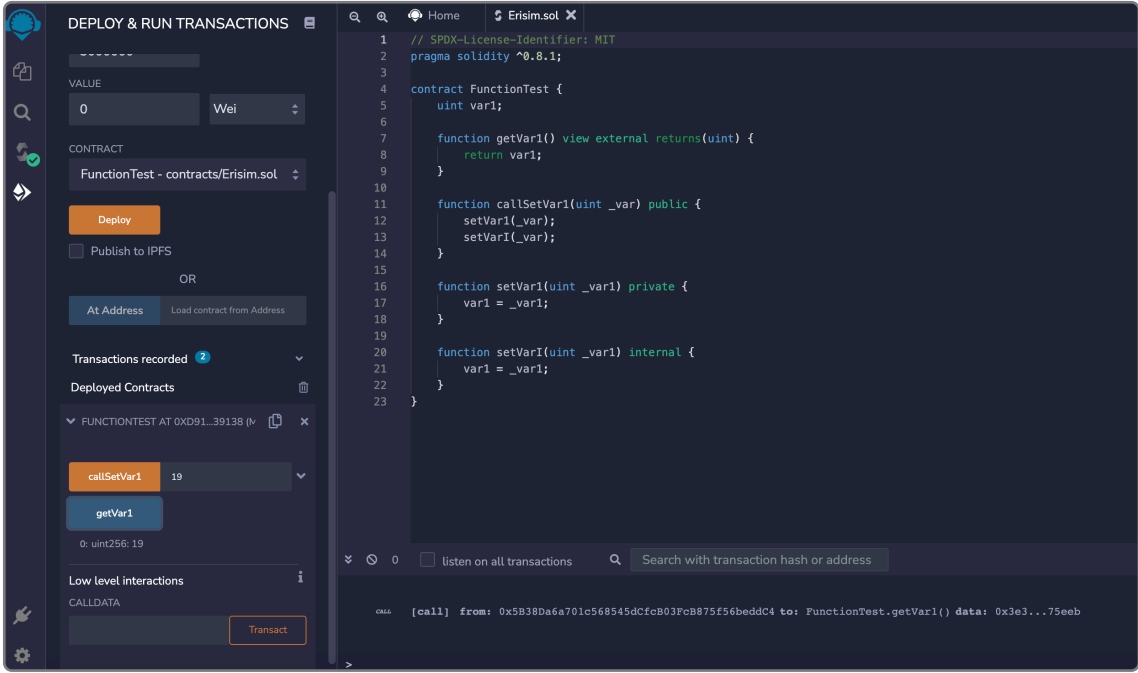 DEPLOY & RUN TRANSACTIONS
VALUE
0
Wei
CONTRACT
FunctionTest - contracts/Erisim.sol
Deploy
Publish to IPFS
OR
At Address
Load contract from Address
Transactions recorded 2
Deployed Contracts
FUNCTIONTEST AT 0XD91...39138 (M
callSetVar1
19
getVar1
0: uint256: 19
Low level interactions
i
CALLDATA
Transact
Home
Erisim.sol
1 // SPDX-License-Identifier: MIT
2 pragma solidity ^0.8.1;
3
4 contract FunctionTest {
5 uint var1;
6
7 function getVar1() view external returns(uint) {
8 return var1;
9 }
10
11 function callSetVar1(uint _var) public {
12 setVar1(_var);
13 setVarI(_var);
14 }
15
16 function setVar1(uint _var1) private {
17 var1 = _var1;
18 }
19
20 function setVarI(uint _var1) internal {
21 var1 = _var1;
22 }
23 }
0
listen on all transactions
Search with transaction hash or address
CALL [call] from: 0x5B38Da6a701c568545dCfcB03FcB875f56beddC4 to: FunctionTest.getVar1() data: 0x3e3...75eeb
>